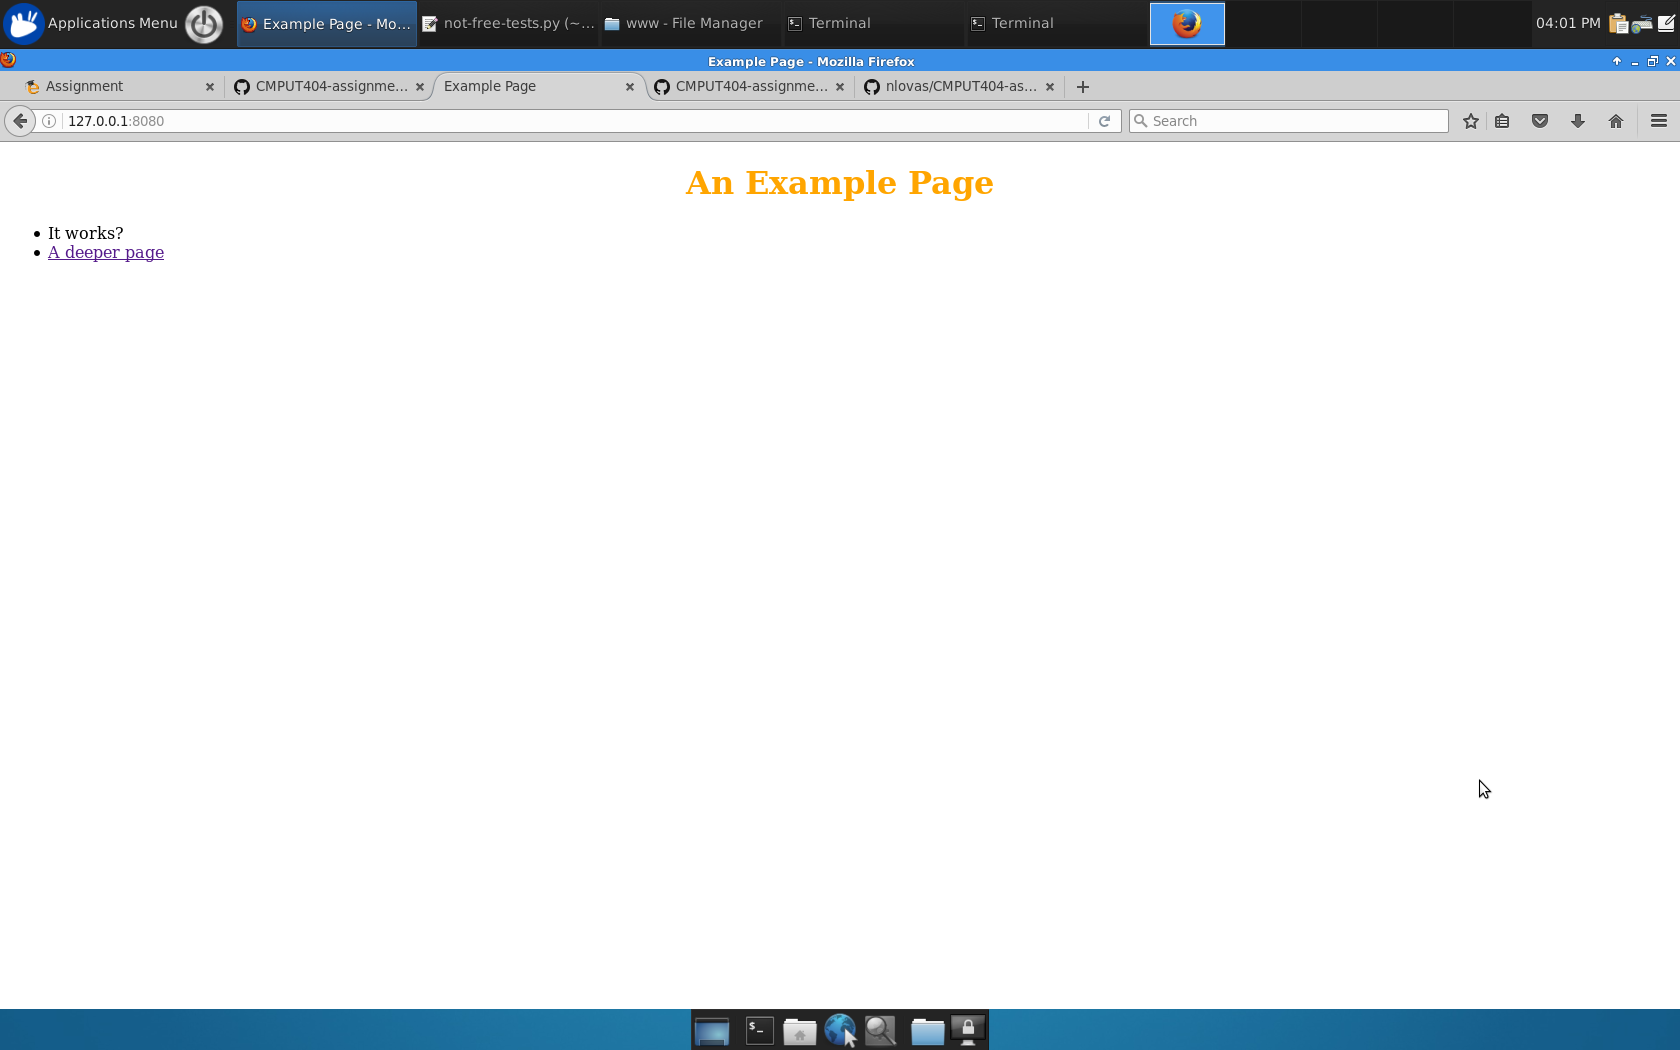 Applications Menu
Example Page - Mo...
not-free-tests.py (~...
www - File Manager
Terminal
Terminal
04:01 PM
Example Page - Mozilla Firefox
Assignment
CMPUT404-assignme...
Example Page
CMPUT404-assignme...
nlovas/CMPUT404-as...
127.0.0.1:8080
Search
An Example Page
• It works?
• A deeper page
$_